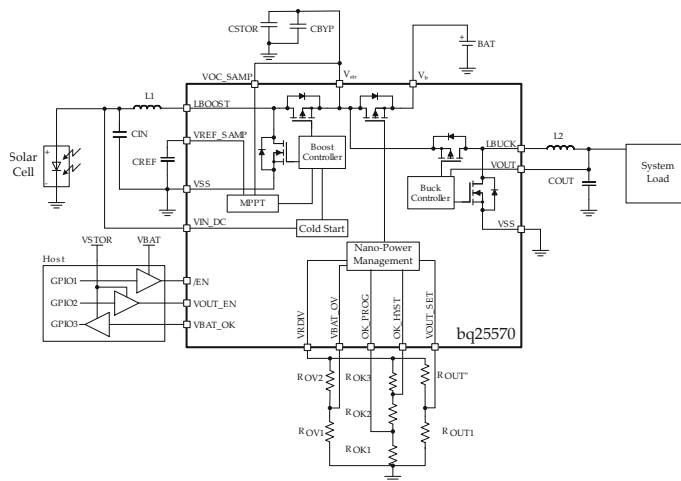 CSTOR
CBYP
BAT
VOC_SAMP
Vstr
Vb
L1
LBOOST
CIN
VREF_SAMP
CREF
Boost
Controller
LBUCK
L2
VOUT
COUT
System
Load
Solar
Cell
+
-
+
VSS
MPPT
Buck
Controller
VIN_DC
Cold Start
VSS
VSTOR
VBAT
Nano-Power
Management
Host
GPIO1
/EN
GPIO2
VOUT_EN
GPIO3
VBAT_OK
VRDIV
VBAT_OV
OK_PROG
OK_HYST
VOUT_SET
bq25570
ROV2
ROK3
ROUT"
ROK2
ROV1
ROUT1
ROK1